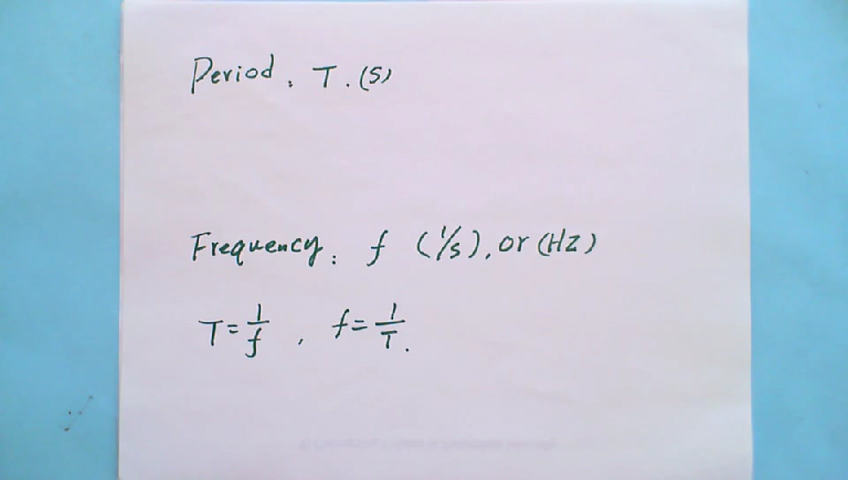 Period, T. (S)
Frequency: f (1/s), or (HZ)
T = 1/f , f = 1/T.